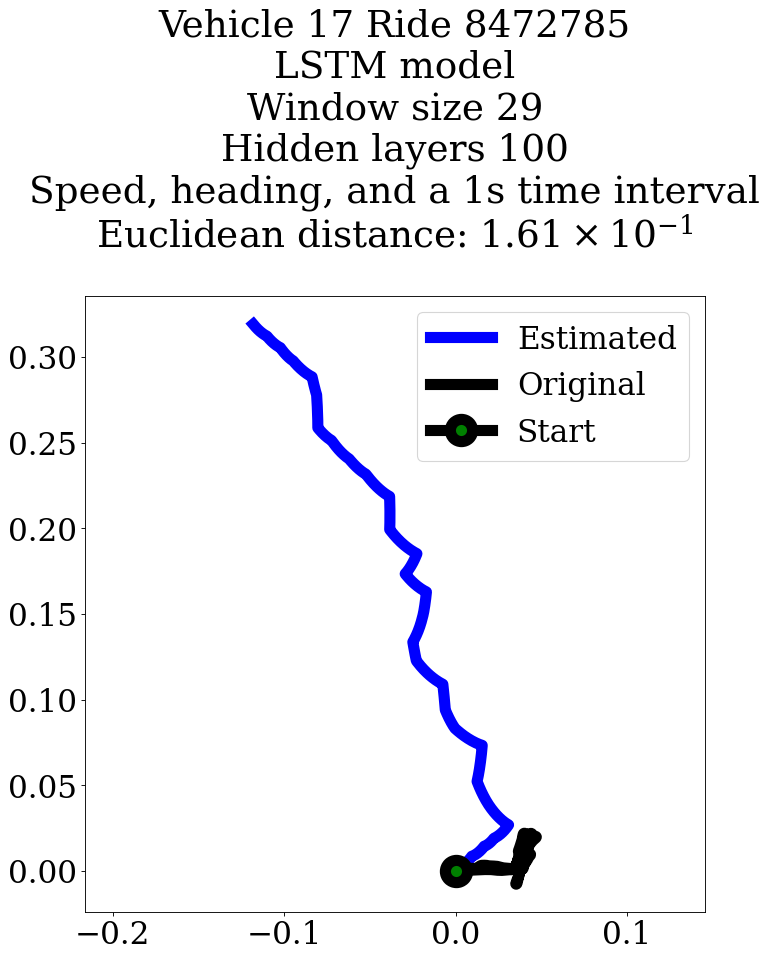 Vehicle 17 Ride 8472785
LSTM model
Window size 29
Hidden layers 100
Speed, heading, and a 1s time interval
Euclidean distance: 1.61 × 10⁻¹
Estimated
Original
Start
0.30
0.25
0.20
0.15
0.10
0.05
0.00
−0.2 −0.1 0.0 0.1